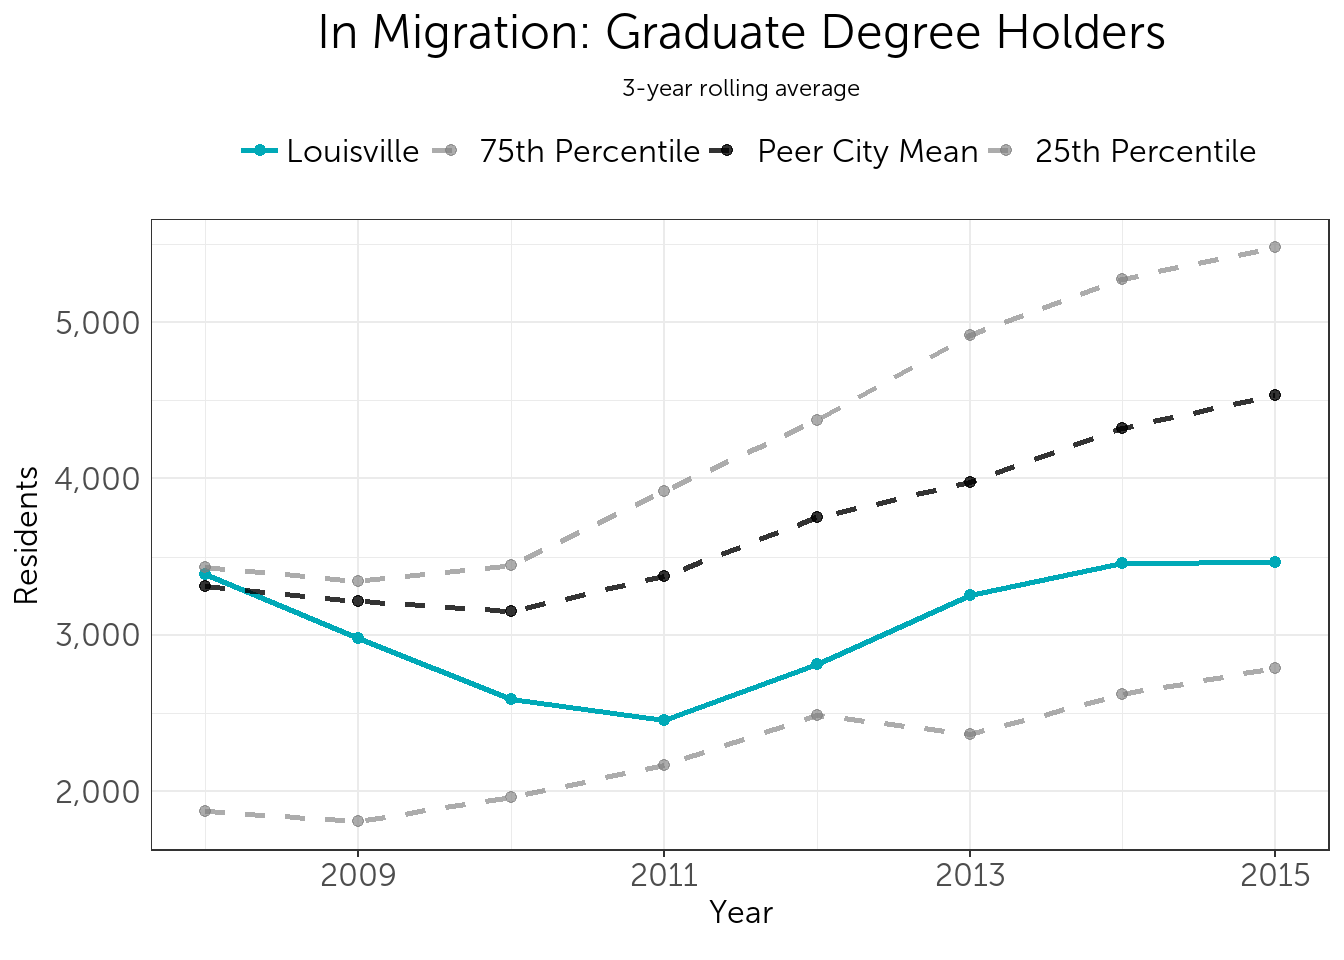 In Migration: Graduate Degree Holders
3-year rolling average
Louisville 75th Percentile Peer City Mean 25th Percentile
5,000
4,000
3,000
2,000
Residents
2009 2011 2013 2015
Year